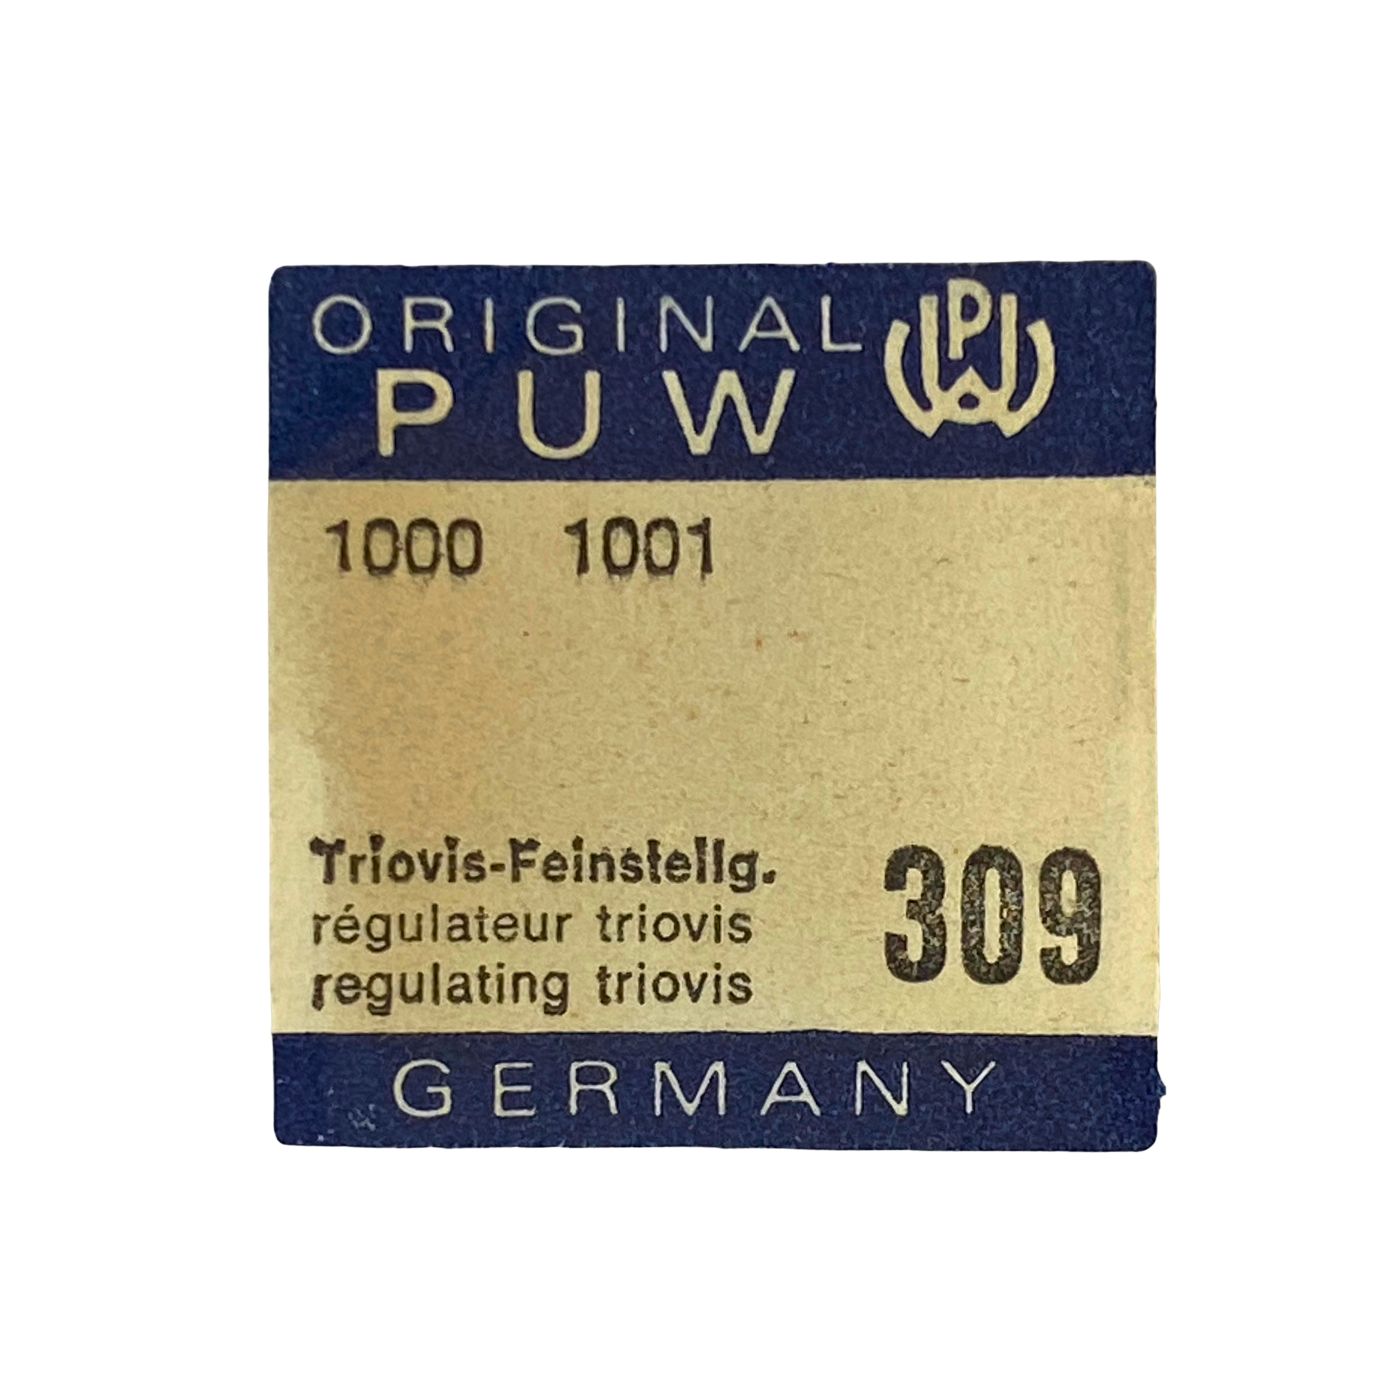 ORIGINAL
PUW
1000 1001
Triovis-Feinstellg.
régulateur triovis
regulating triovis
309
GERMANY